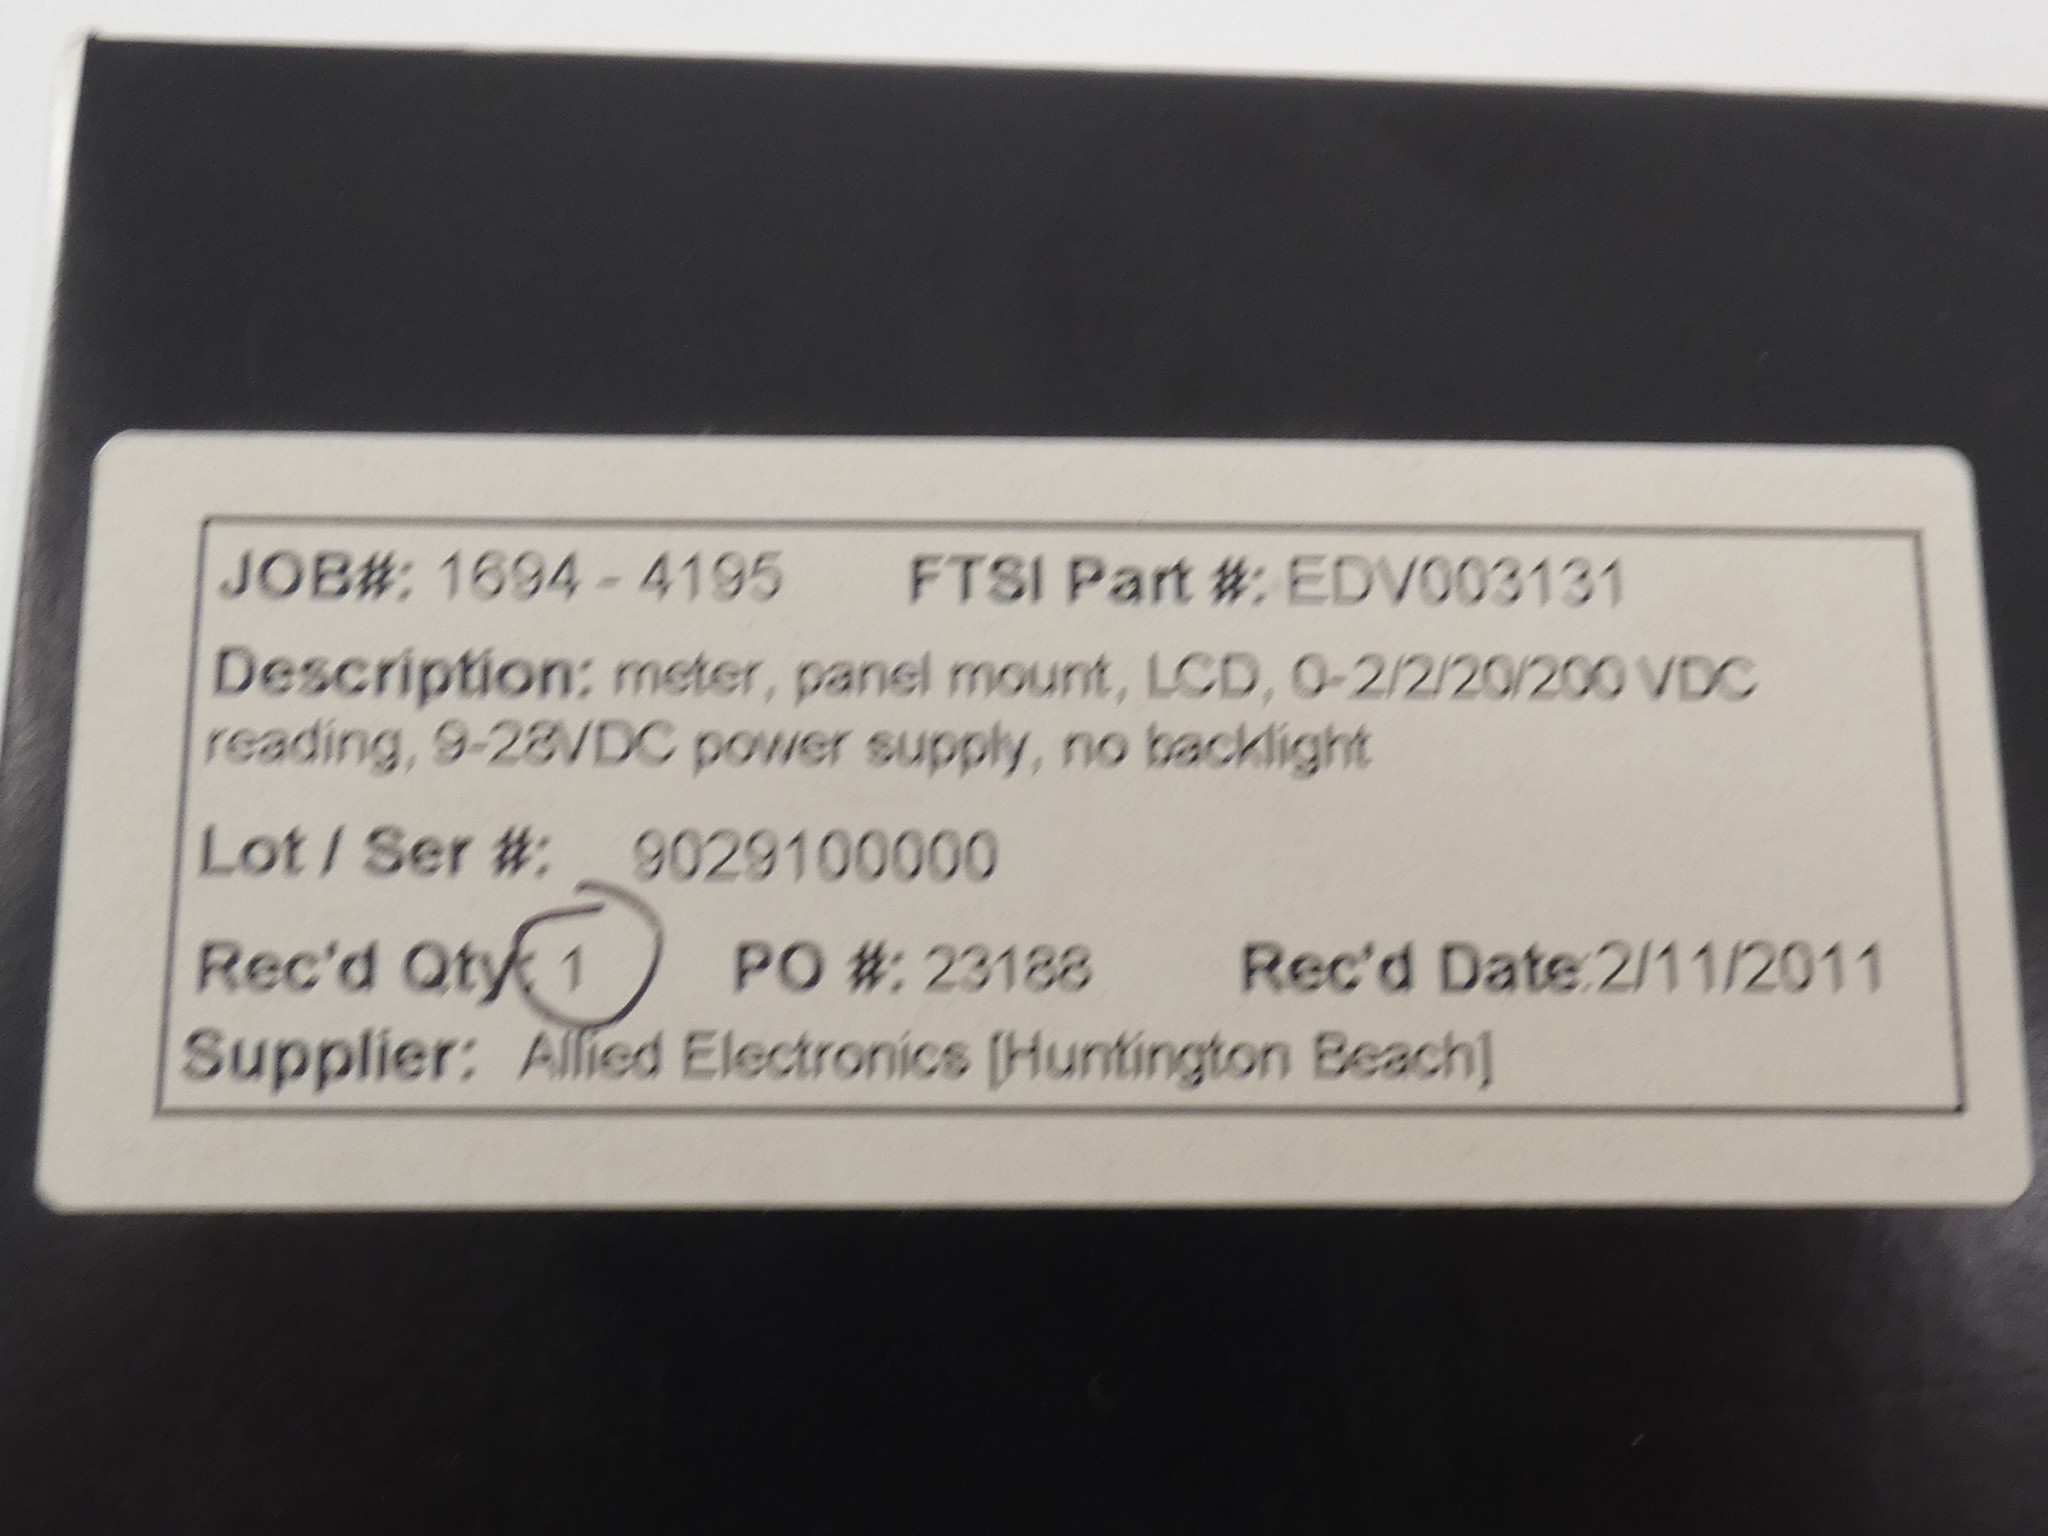 JOB#: 1694 - 4195 FTSI Part #: EDV003131
Description: meter, panel mount, LCD, 0-2/2/20/200 VDC
reading, 9-28VDC power supply, no backlight
Lot / Ser #: 9029100000
Rec'd Qty: 1 PO #: 23188 Rec'd Date:2/11/2011
Supplier: Allied Electronics [Huntington Beach]